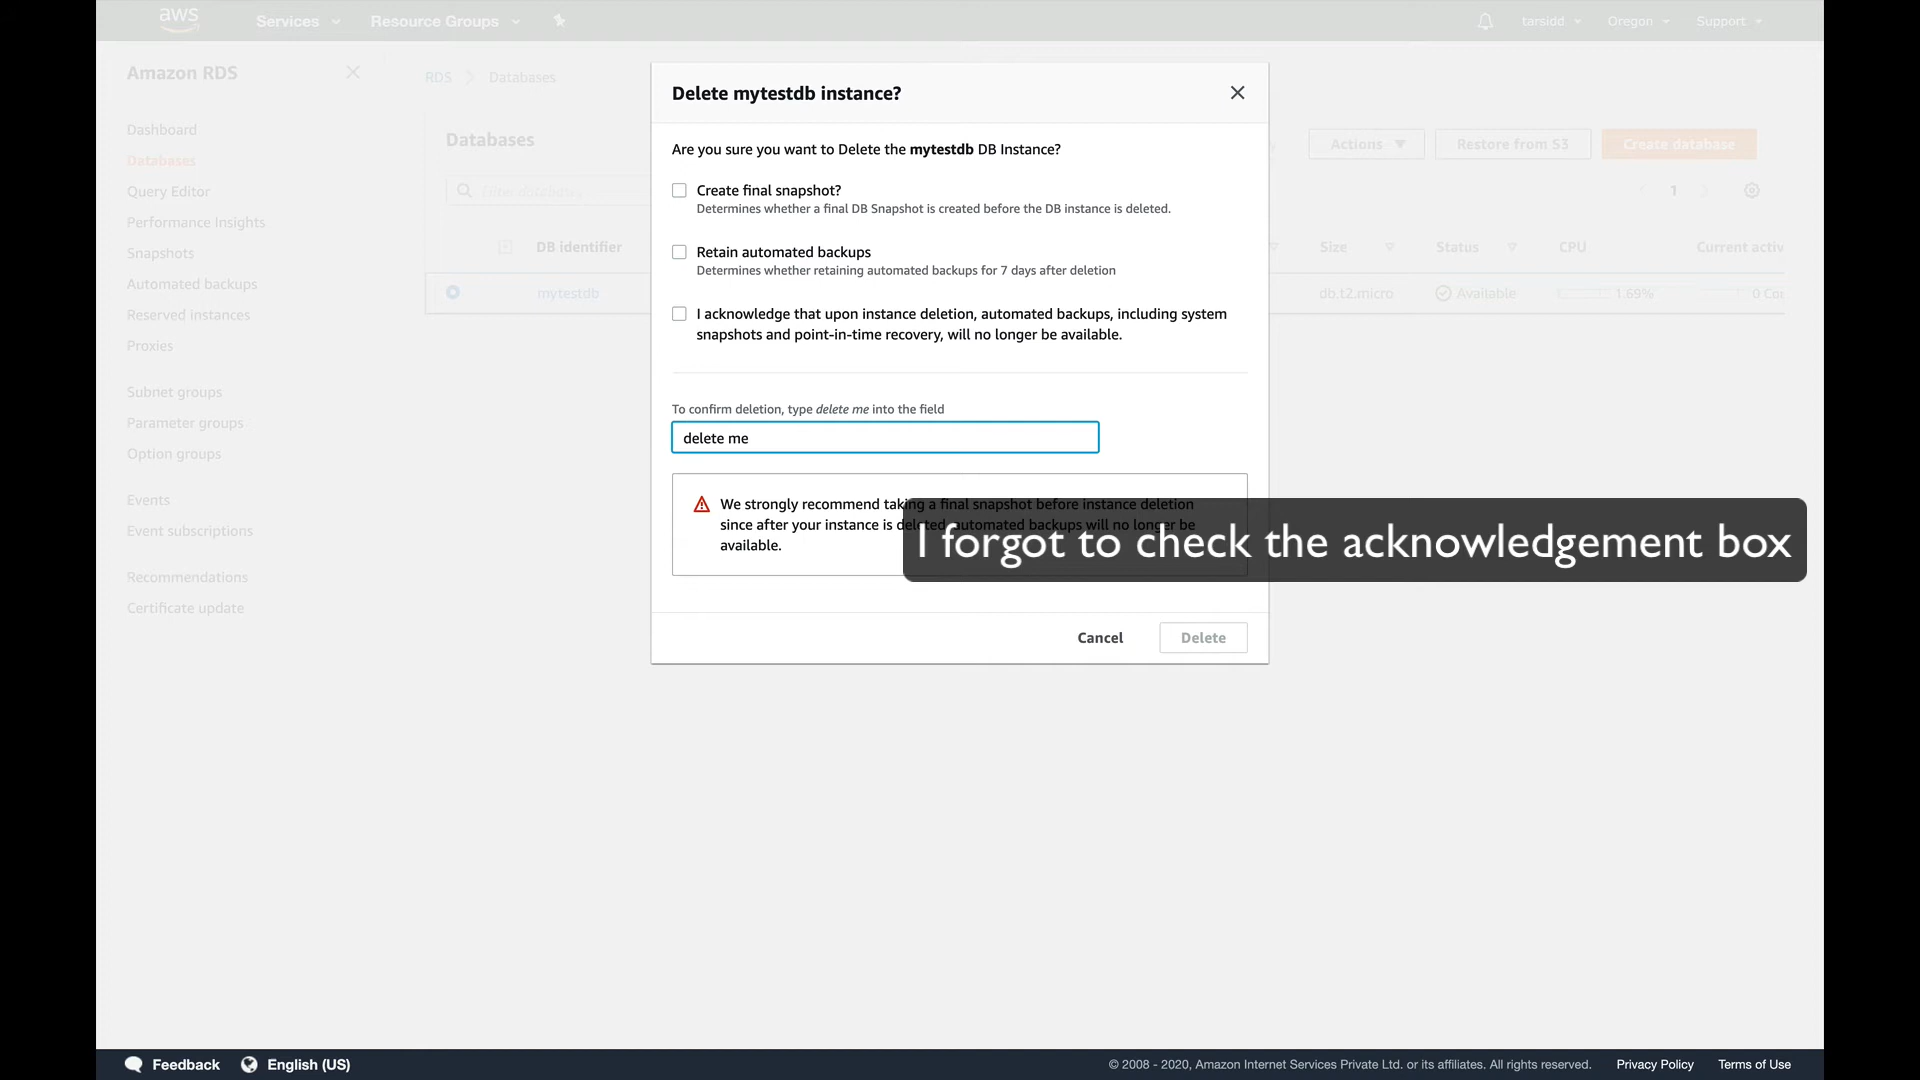 aws Services Resource Groups tarsidd Oregon Support
Amazon RDS
RDS Databases
Delete mytestdb instance?
Dashboard
Databases
Query Editor
Performance Insights
Snapshots
Automated backups
Reserved instances
Proxies
Subnet groups
Parameter groups
Option groups
Events
Event subscriptions
Recommendations
Certificate update
Databases
Actions Restore from S3 Create database
1
DB identifier Size Status CPU
mytestdb db.t2.micro Available 1.69%
Are you sure you want to Delete the mytestdb DB Instance?
Create final snapshot?
Determines whether a final DB Snapshot is created before the DB instance is deleted.
Retain automated backups
Determines whether retaining automated backups for 7 days after deletion
I acknowledge that upon instance deletion, automated backups, including system
snapshots and point-in-time recovery, will no longer be available.
To confirm deletion, type delete me into the field
delete me
We strongly recommend taking a final snapshot before instance deletion
since after your instance is deleted, automated backups will no longer be
available.
I forgot to check the acknowledgement box
Cancel Delete
Feedback English (US) © 2008 - 2020, Amazon Internet Services Private Ltd. or its affiliates. All rights reserved. Privacy Policy Terms of Use